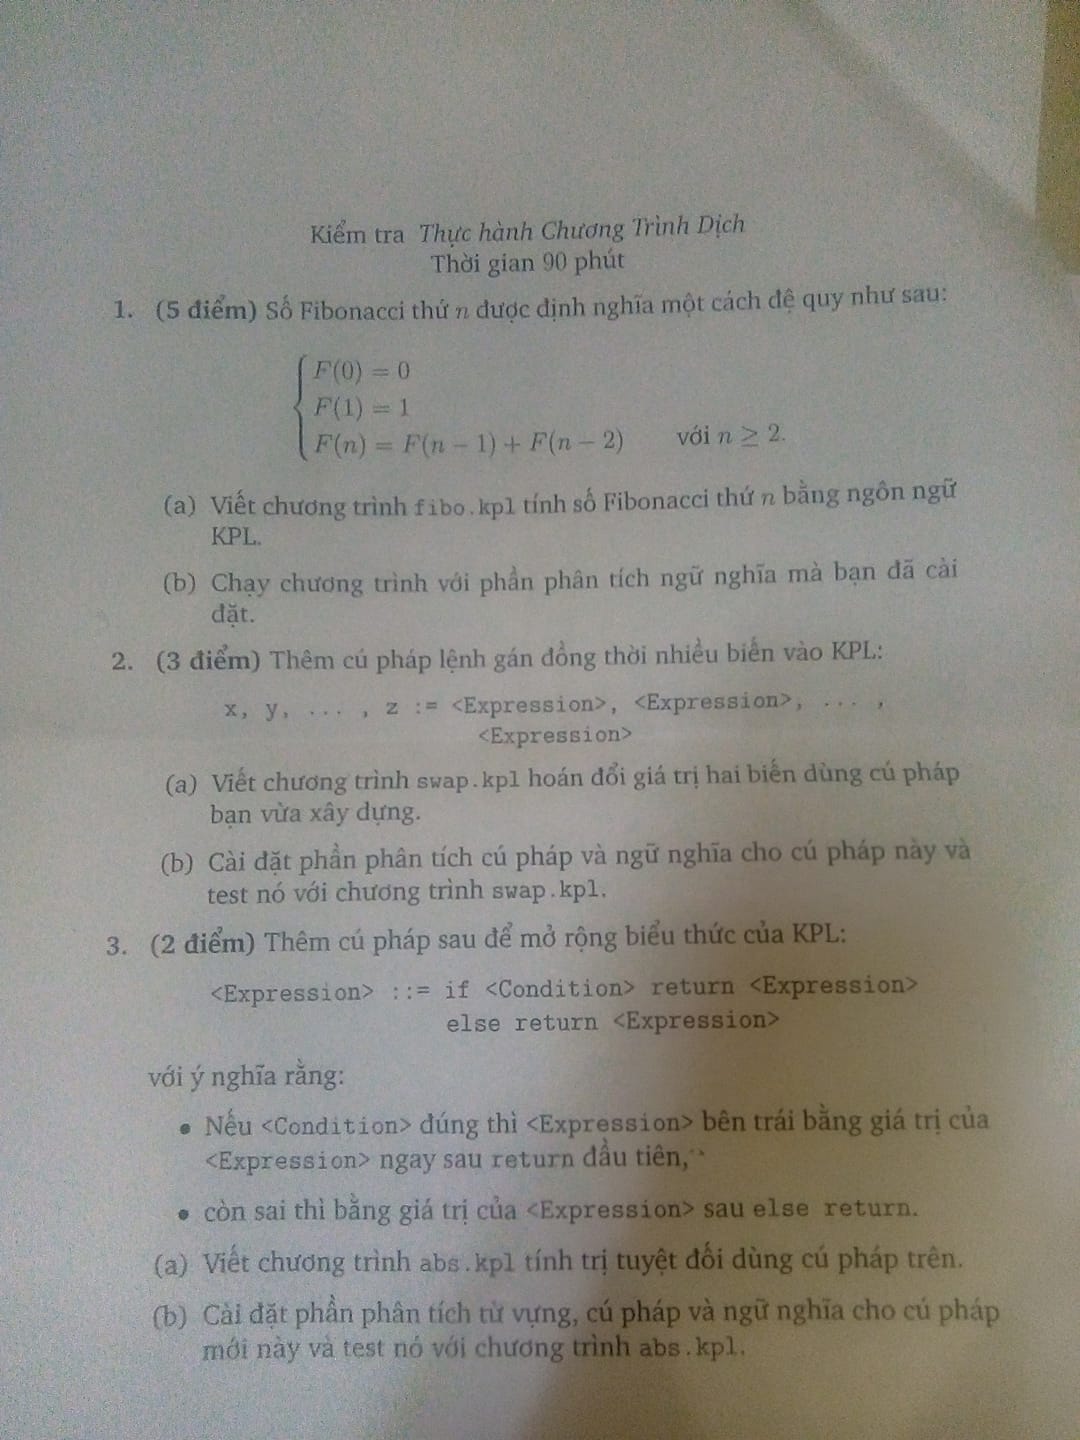 Kiểm tra Thực hành Chương Trình Dịch
Thời gian 90 phút
1. (5 điểm) Số Fibonacci thứ n được định nghĩa một cách đệ quy như sau:
F(0) = 0
F(1) = 1
F(n) = F(n − 1) + F(n − 2) với n ≥ 2.
(a) Viết chương trình fibo.kpl tính số Fibonacci thứ n bằng ngôn ngữ
KPL.
(b) Chạy chương trình với phần phân tích ngữ nghĩa mà bạn đã cài
đặt.
2. (3 điểm) Thêm cú pháp lệnh gán đồng thời nhiều biến vào KPL:
x, y, ... , z := <Expression>, <Expression>, ... ,
<Expression>
(a) Viết chương trình swap.kpl hoán đổi giá trị hai biến dùng cú pháp
bạn vừa xây dựng.
(b) Cài đặt phần phân tích cú pháp và ngữ nghĩa cho cú pháp này và
test nó với chương trình swap.kpl.
3. (2 điểm) Thêm cú pháp sau để mở rộng biểu thức của KPL:
<Expression> ::= if <Condition> return <Expression>
else return <Expression>
với ý nghĩa rằng:
• Nếu <Condition> đúng thì <Expression> bên trái bằng giá trị của
<Expression> ngay sau return đầu tiên,
• còn sai thì bằng giá trị của <Expression> sau else return.
(a) Viết chương trình abs.kpl tính trị tuyệt đối dùng cú pháp trên.
(b) Cài đặt phần phân tích từ vựng, cú pháp và ngữ nghĩa cho cú pháp
mới này và test nó với chương trình abs.kpl.